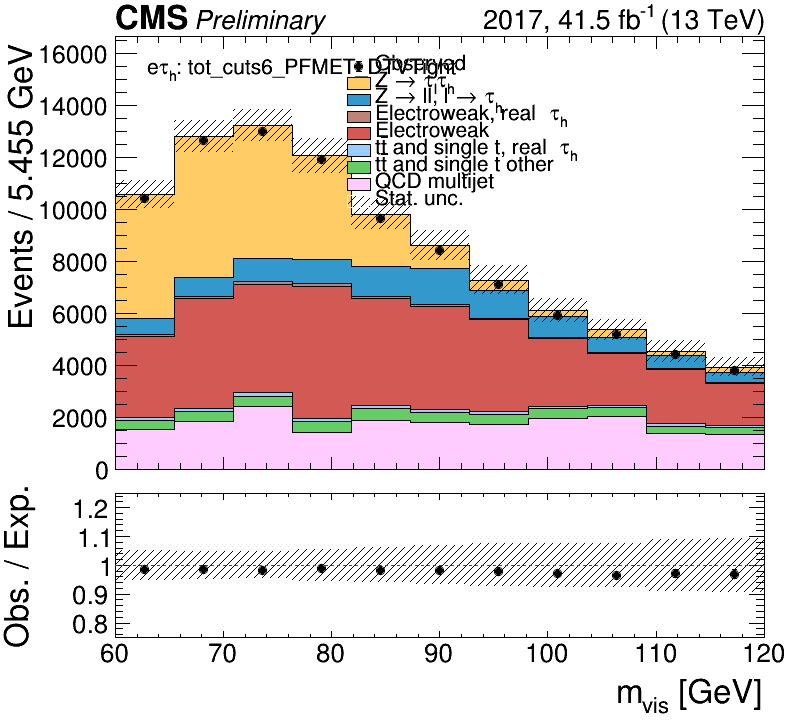 CMS Preliminary 2017, 41.5 fb⁻¹ (13 TeV)
Events / 5.455 GeV
16000
14000
12000
10000
8000
6000
4000
2000
0
eτh: tot_cuts6_PFMET
Observed
Z →
Z → ll, l → τh
Electroweak, real τh
Electroweak
tt and single t, real τh
tt and single t other
QCD multijet
Stat. unc.
Obs. / Exp.
1.2
1.1
1
0.9
0.8
60 70 80 90 100 110 120
mvis [GeV]